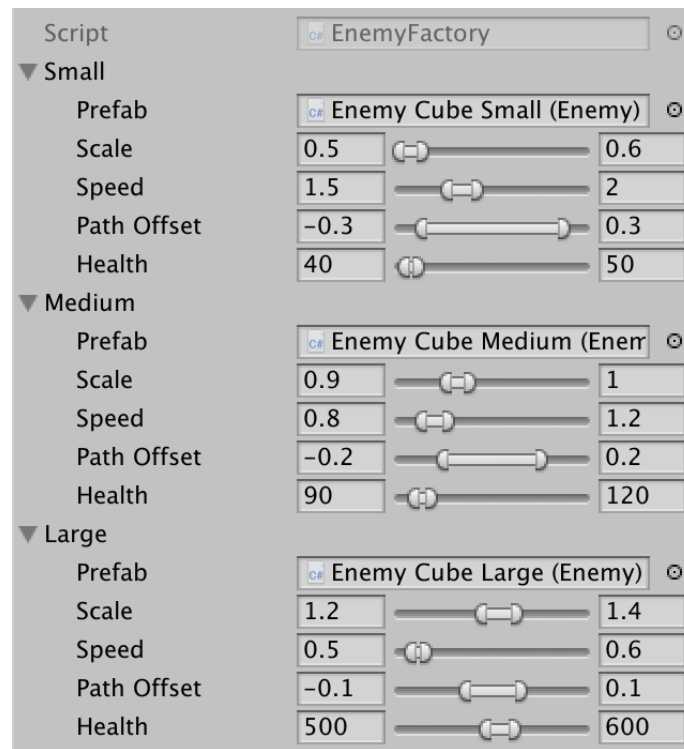 Script C# EnemyFactory
Small
Prefab C# Enemy Cube Small (Enemy)
Scale 0.5 0.6
Speed 1.5 2
Path Offset -0.3 0.3
Health 40 50
Medium
Prefab C# Enemy Cube Medium (Enem
Scale 0.9 1
Speed 0.8 1.2
Path Offset -0.2 0.2
Health 90 120
Large
Prefab C# Enemy Cube Large (Enemy)
Scale 1.2 1.4
Speed 0.5 0.6
Path Offset -0.1 0.1
Health 500 600